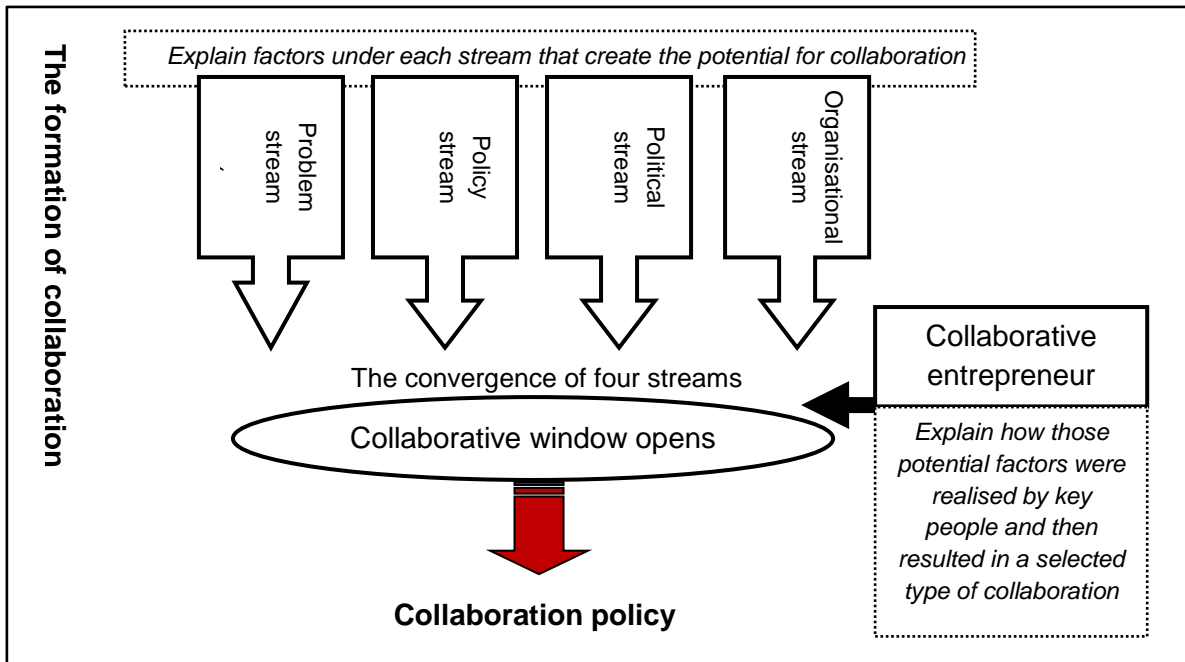 The formation of collaboration
Explain factors under each stream that create the potential for collaboration
Problem
stream
Policy
stream
Political
stream
Organisational
stream
The convergence of four streams
Collaborative window opens
Collaborative
entrepreneur
Explain how those
potential factors were
realised by key
people and then
resulted in a selected
type of collaboration
Collaboration policy